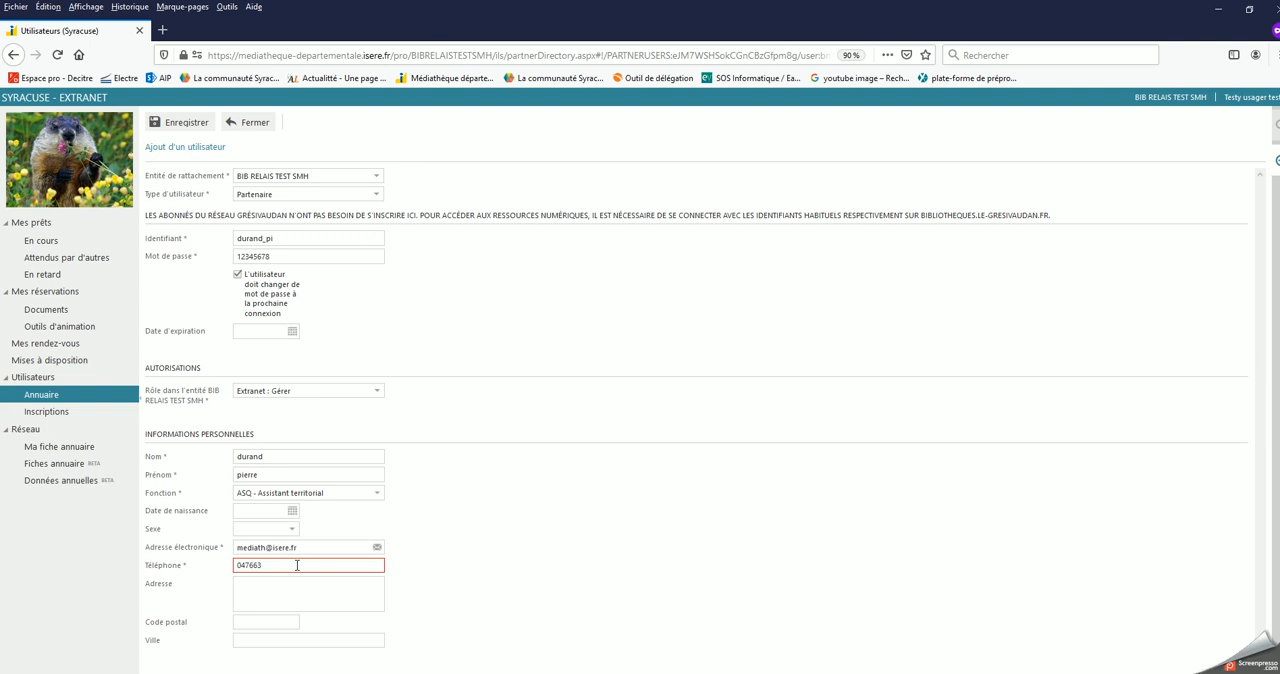 Fichier Édition Affichage Historique Marque-pages Outils Aide
Utilisateurs (Syracuse)
https://mediatheque-departementale.isere.fr/pro/BIBRELAISTESTSMH/ils/partnerDirectory.aspx#!/PARTNERUSERS:eJM7WSHSokCGnCBzGfpm8g/user:b 90% Rechercher
Espace pro - Decitre Electre AIP La communauté Syrac... Actualitté - Une page ... Médiathèque départe... La communauté Syrac... Outil de délégation SOS Informatique / Ea... youtube image – Rech... plate-forme de prépro...
SYRACUSE - EXTRANET BIB RELAIS TEST SMH Testy usager test
Enregistrer Fermer
Ajout d'un utilisateur
Entité de rattachement * BIB RELAIS TEST SMH
Type d'utilisateur * Partenaire
LES ABONNÉS DU RÉSEAU GRÉSIVAUDAN N'ONT PAS BESOIN DE S'INSCRIRE ICI. POUR ACCÉDER AUX RESSOURCES NUMÉRIQUES, IL EST NÉCESSAIRE DE SE CONNECTER AVEC LES IDENTIFIANTS HABITUELS RESPECTIVEMENT SUR BIBLIOTHEQUES.LE-GRESIVAUDAN.FR.
Mes prêts
En cours
Attendus par d'autres
En retard
Mes réservations
Documents
Outils d'animation
Mes rendez-vous
Mises à disposition
Utilisateurs
Annuaire
Inscriptions
Réseau
Ma fiche annuaire
Fiches annuaire BETA
Données annuelles BETA
Identifiant * durand_pi
Mot de passe * 12345678
L'utilisateur
doit changer de
mot de passe à
la prochaine
connexion
Date d'expiration
AUTORISATIONS
Rôle dans l'entité BIB
RELAIS TEST SMH * Extranet : Gérer
INFORMATIONS PERSONNELLES
Nom * durand
Prénom * pierre
Fonction * ASQ - Assistant territorial
Date de naissance
Sexe
Adresse électronique * mediath@isere.fr
Téléphone * 047663
Adresse
Code postal
Ville
Screenpresso
.com